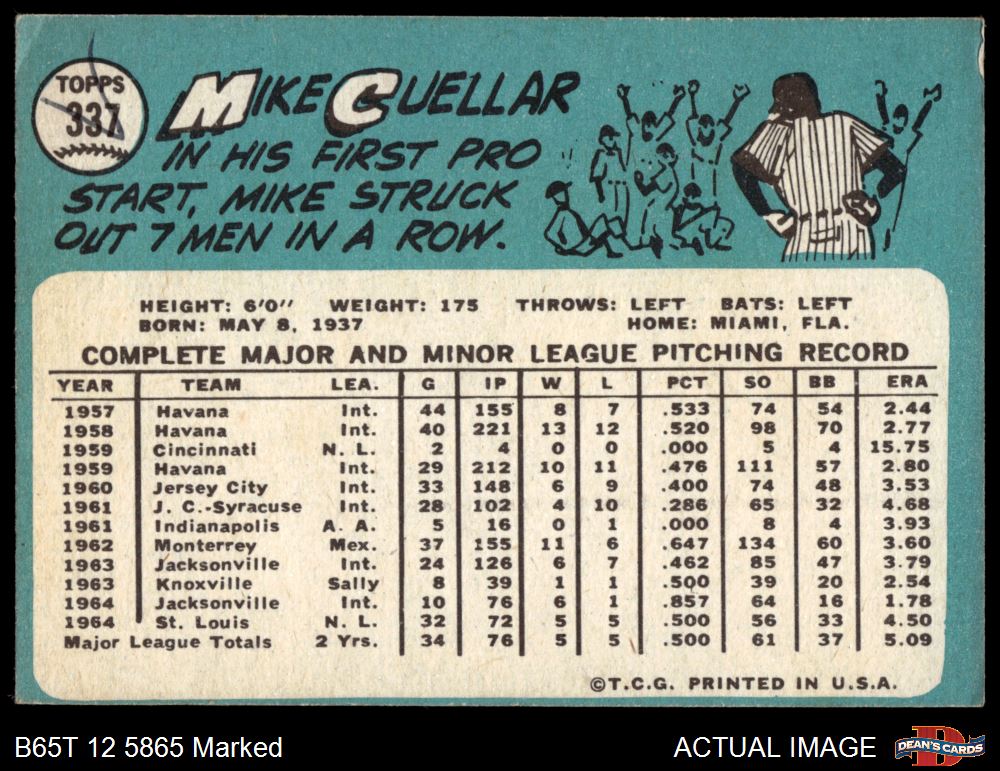 TOPPS
337
MIKE CUELLAR
IN HIS FIRST PRO
START, MIKE STRUCK
OUT 7 MEN IN A ROW.
HEIGHT: 6'0" WEIGHT: 175 THROWS: LEFT BATS: LEFT
BORN: MAY 8, 1937 HOME: MIAMI, FLA.
COMPLETE MAJOR AND MINOR LEAGUE PITCHING RECORD
YEAR TEAM LEA. G IP W L PCT SO BB ERA
1957 Havana Int. 44 155 8 7 .533 74 54 2.44
1958 Havana Int. 40 221 13 12 .520 98 70 2.77
1959 Cincinnati N. L. 2 4 0 0 .000 5 4 15.75
1959 Havana Int. 29 212 10 11 .476 111 57 2.80
1960 Jersey City Int. 33 148 6 9 .400 74 48 3.53
1961 J. C.-Syracuse Int. 28 102 4 10 .286 65 32 4.68
1961 Indianapolis A. A. 5 16 0 1 .000 8 4 3.93
1962 Monterrey Mex. 37 155 11 6 .647 134 60 3.60
1963 Jacksonville Int. 24 126 6 7 .462 85 47 3.79
1963 Knoxville Sally 8 39 1 1 .500 39 20 2.54
1964 Jacksonville Int. 10 76 6 1 .857 64 16 1.78
1964 St. Louis N. L. 32 72 5 5 .500 56 33 4.50
Major League Totals 2 Yrs. 34 76 5 5 .500 61 37 5.09
©T.C.G. PRINTED IN U.S.A.
B65T 12 5865 Marked
ACTUAL IMAGE
D
DEAN'S CARDS